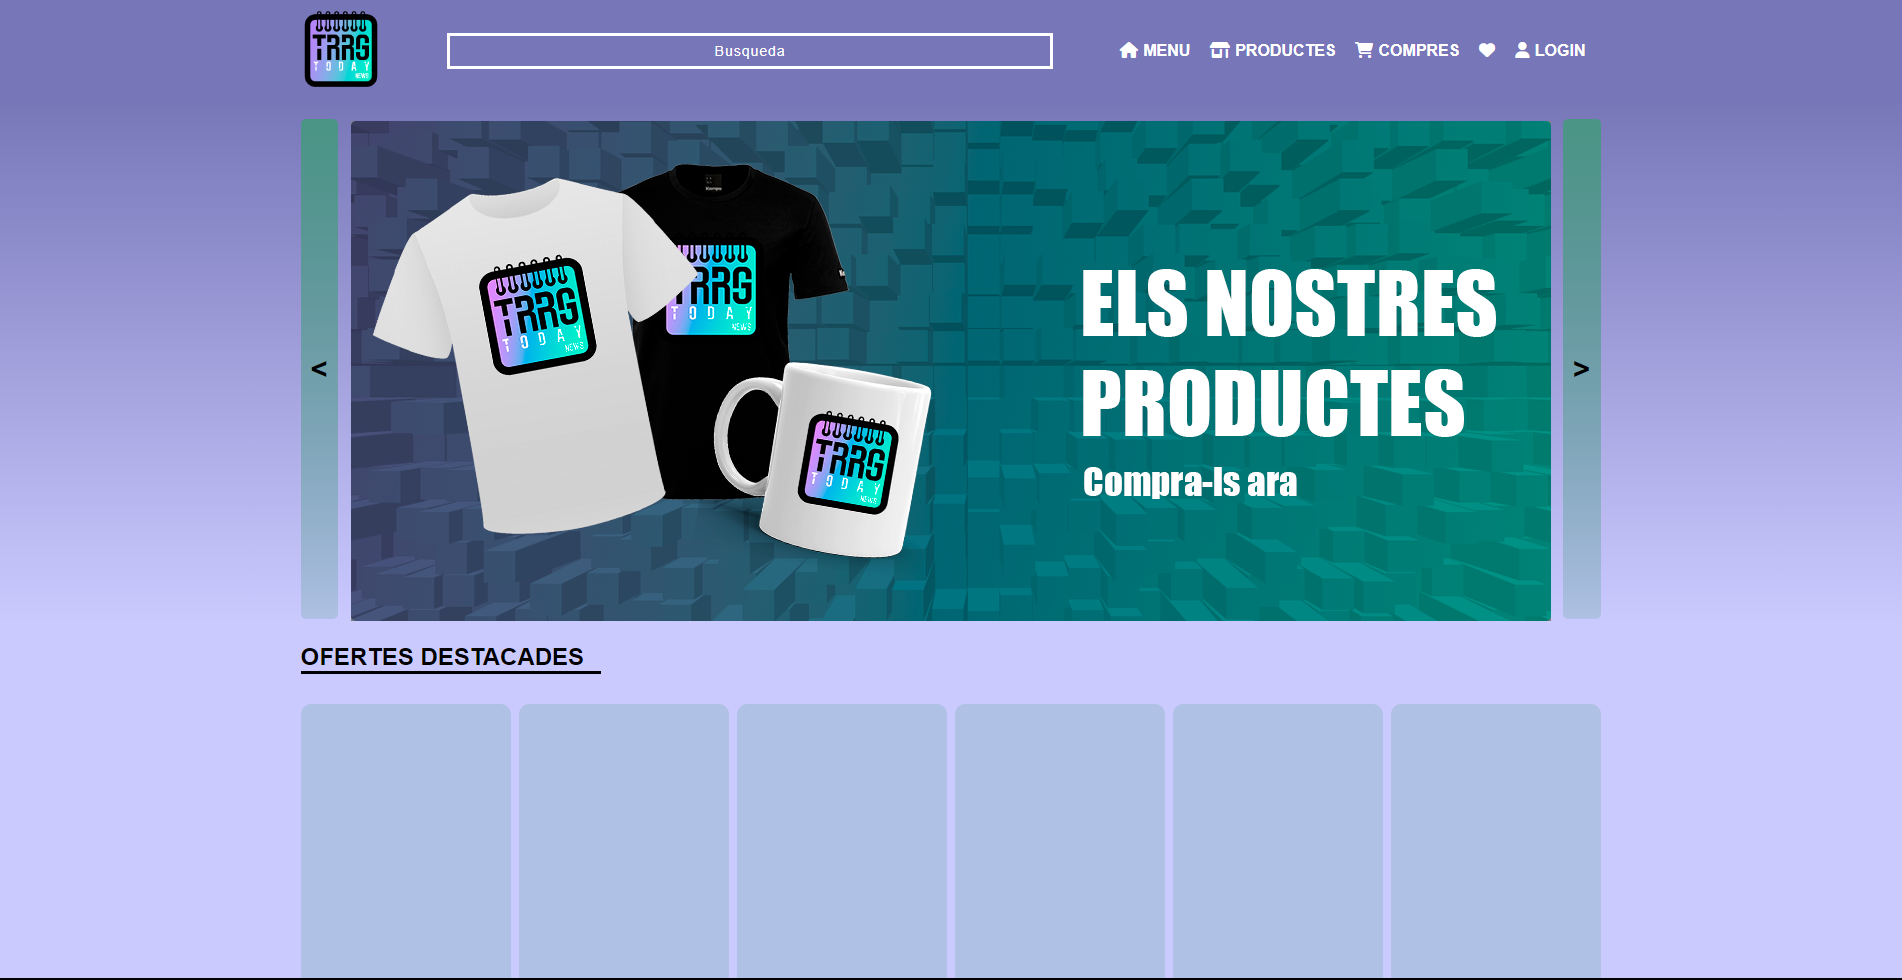 TRRG
TODAY
NEWS
Busqueda
MENU
PRODUCTES
COMPRES
LOGIN
<
TRRG
TODAY
NEWS
TRRG
TODAY
NEWS
TRRG
TODAY
NEWS
ELS NOSTRES
PRODUCTES
Compra-ls ara
>
OFERTES DESTACADES